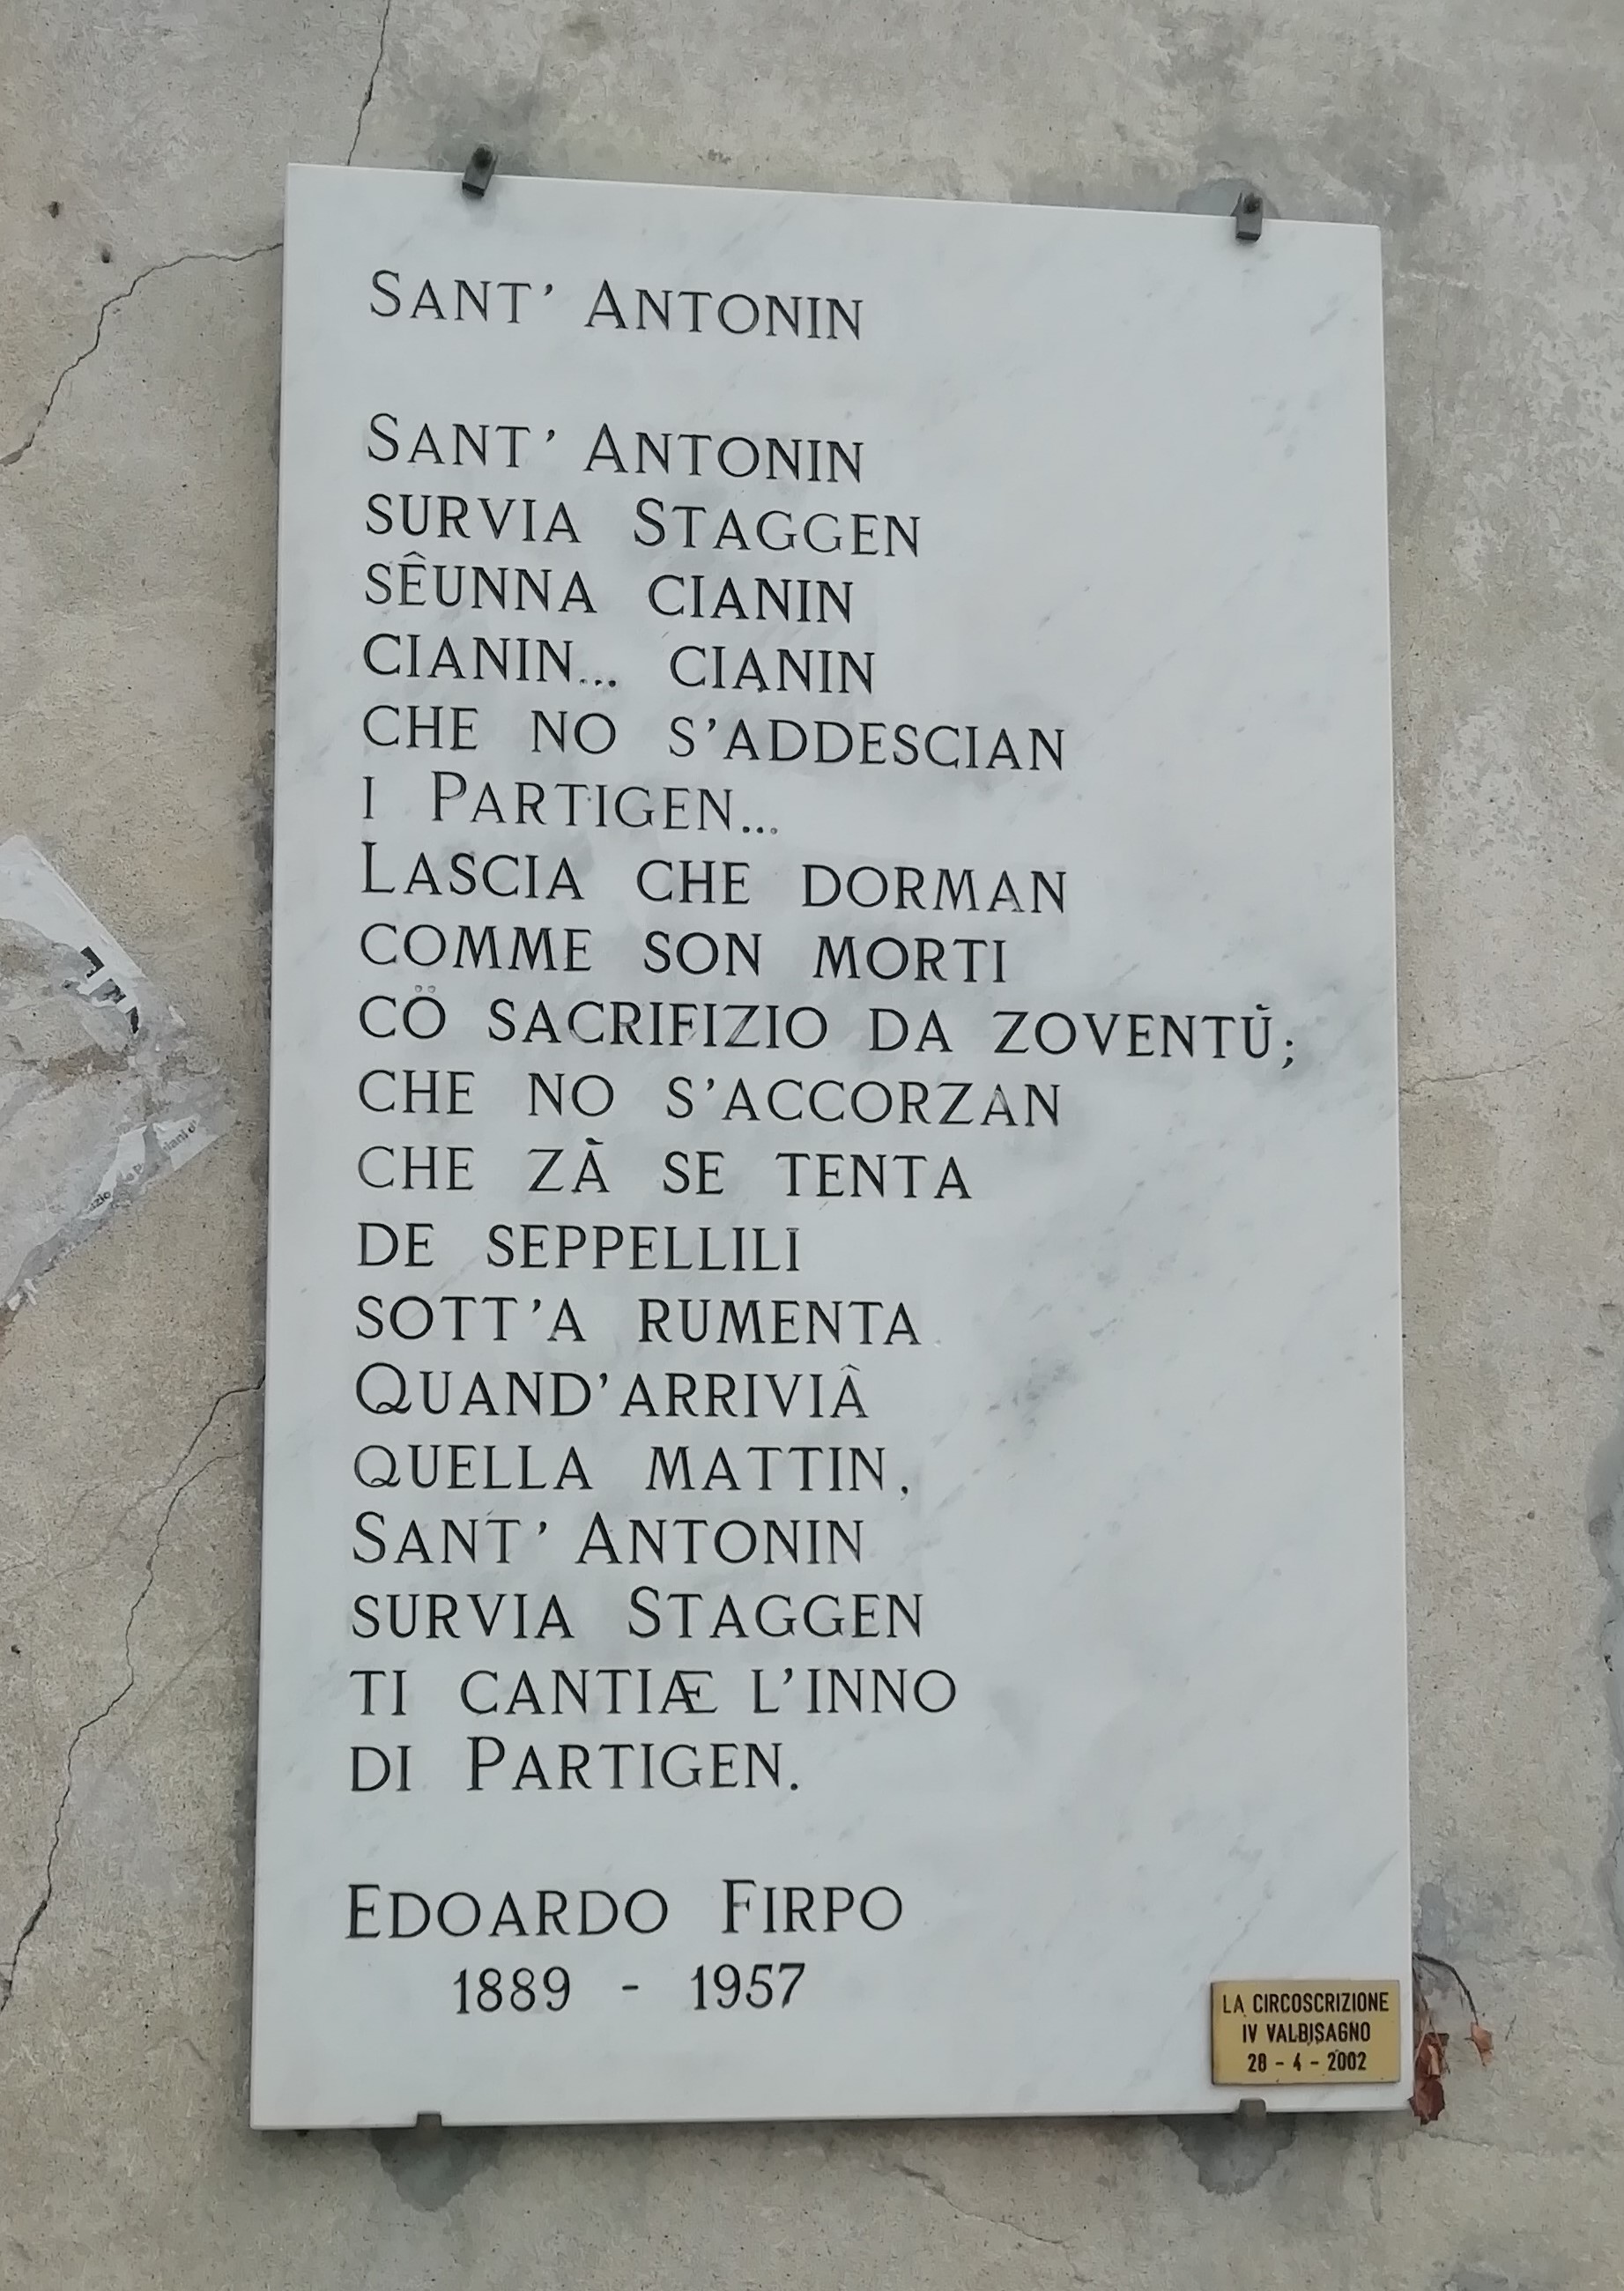 SANT' ANTONIN
SANT' ANTONIN
SURVIA STAGGEN
SÊUNNA CIANIN
CIANIN... CIANIN
CHE NO S'ADDESCIAN
I PARTIGEN...
LASCIA CHE DORMAN
COMME SON MORTI
CÖ SACRIFIZIO DA ZOVENTÙ;
CHE NO S'ACCORZAN
CHE ZÀ SE TENTA
DE SEPPELLILI
SOTT'A RUMENTA
QUAND'ARRIVIÂ
QUELLA MATTIN,
SANT' ANTONIN
SURVIA STAGGEN
TI CANTIÆ L'INNO
DI PARTIGEN.
EDOARDO FIRPO
1889 - 1957
LA CIRCOSCRIZIONE
IV VALBISAGNO
28 - 4 - 2002